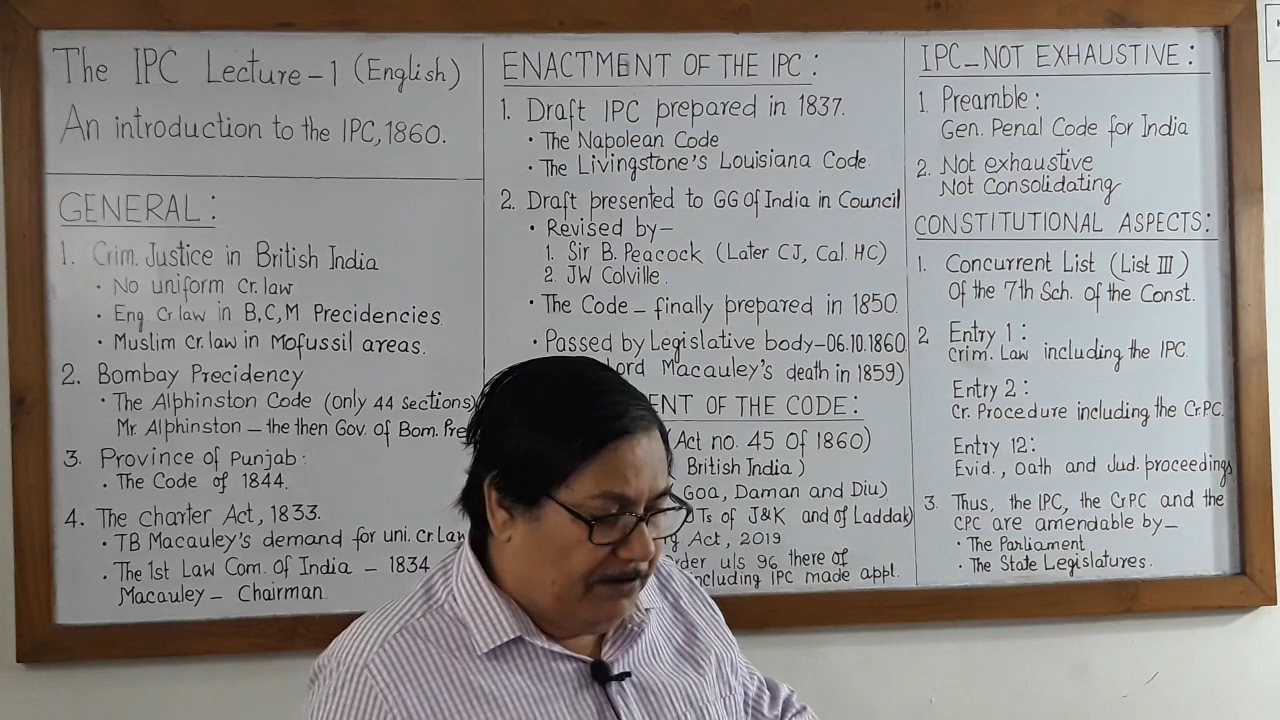 The IPC Lecture-1 (English)
An introduction to the IPC, 1860.
GENERAL:
1. Crim. Justice in British India
• No uniform cr. law
• Eng. Cr. law in B,C,M Precidencies.
• Muslim cr. law in Mofussil areas.
2. Bombay Precidency
• The Alphinston Code (only 44 sections)
Mr. Alphinston – the then Gov. of Bom. Pre
3. Province of Punjab:
• The Code of 1844.
4. The Charter Act, 1833.
• TB Macauley's demand for uni. cr. Law
• The 1st Law Com. of India – 1834
Macauley – Chairman
ENACTMENT OF THE IPC:
1. Draft IPC prepared in 1837.
• The Napolean Code
• The Livingstone's Louisiana Code.
2. Draft presented to GG of India in Council
• Revised by–
1. Sir B. Peacock (Later CJ, Cal. HC)
2. JW Colville.
• The Code – finally prepared in 1850.
• Passed by Legislative body–06.10.1860
ord Macauley's death in 1859)
ENT OF THE CODE:
(Act no. 45 of 1860)
British India)
Goa, Daman and Diu)
UTs of J&K and of Laddak)
g Act, 2019
rder u/s 96 there of
including IPC made appl.
IPC–NOT EXHAUSTIVE:
1. Preamble:
Gen. Penal Code for India
2. Not exhaustive
Not Consolidating
CONSTITUTIONAL ASPECTS:
1. Concurrent List (List III)
Of the 7th Sch. of the Const.
2 Entry 1:
Crim. Law including the IPC.
Entry 2:
Cr. Procedure including the CrPC.
Entry 12:
Evid., oath and Jud. proceedings
3. Thus, the IPC, the CrPC and the
CPC are amendable by–
• The Parliament
• The State Legislatures.